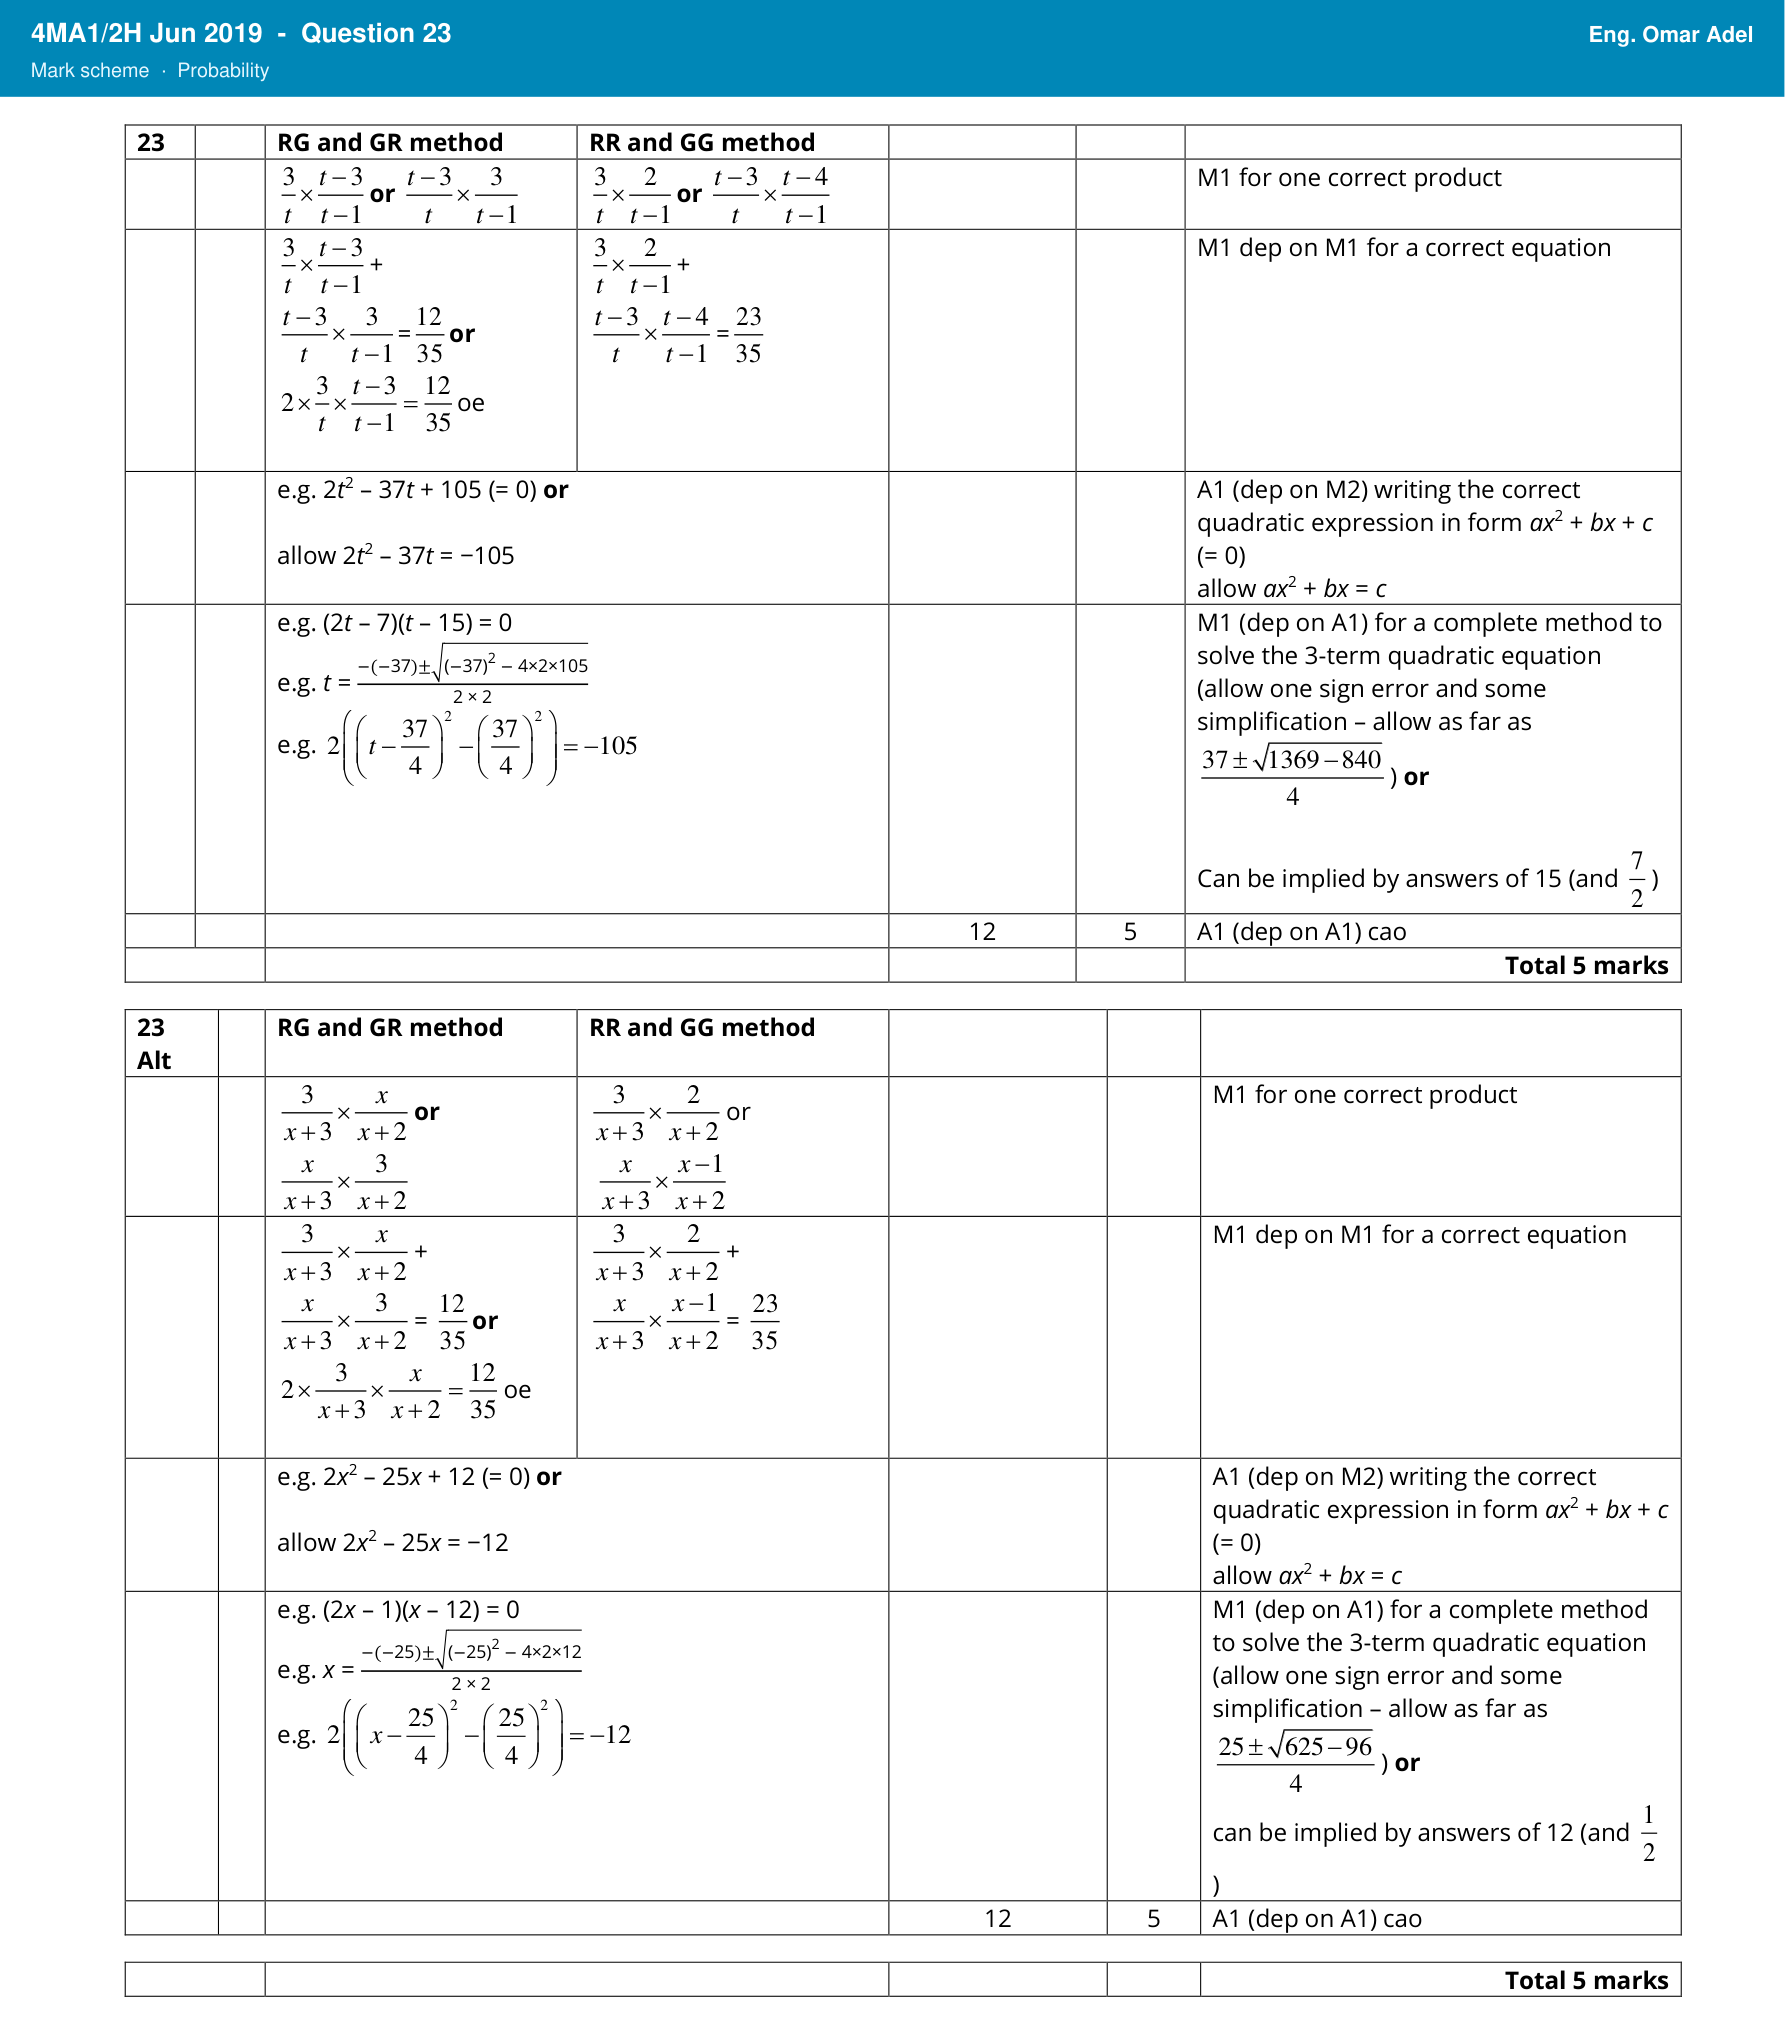 4MA1/2H Jun 2019 - Question 23
Eng. Omar Adel
Mark scheme · Probability
23 RG and GR method RR and GG method
3/t × (t−3)/(t−1) or (t−3)/t × 3/(t−1)
3/t × 2/(t−1) or (t−3)/t × (t−4)/(t−1)
M1 for one correct product
3/t × (t−3)/(t−1) +
(t−3)/t × 3/(t−1) = 12/35 or
2 × 3/t × (t−3)/(t−1) = 12/35 oe
3/t × 2/(t−1) +
(t−3)/t × (t−4)/(t−1) = 23/35
M1 dep on M1 for a correct equation
e.g. 2t² – 37t + 105 (= 0) or
allow 2t² – 37t = −105
A1 (dep on M2) writing the correct
quadratic expression in form ax² + bx + c
(= 0)
allow ax² + bx = c
e.g. (2t – 7)(t – 15) = 0
e.g. t = (−(−37)±√((−37)² − 4×2×105))/(2 × 2)
e.g. 2((t − 37/4)² − (37/4)²) = −105
M1 (dep on A1) for a complete method to
solve the 3-term quadratic equation
(allow one sign error and some
simplification – allow as far as
(37 ± √(1369 − 840))/4 ) or
Can be implied by answers of 15 (and 7/2 )
12 5 A1 (dep on A1) cao
Total 5 marks
23 RG and GR method RR and GG method
Alt
3/(x+3) × x/(x+2) or
x/(x+3) × 3/(x+2)
3/(x+3) × 2/(x+2) or
x/(x+3) × (x−1)/(x+2)
M1 for one correct product
3/(x+3) × x/(x+2) +
x/(x+3) × 3/(x+2) = 12/35 or
2 × 3/(x+3) × x/(x+2) = 12/35 oe
3/(x+3) × 2/(x+2) +
x/(x+3) × (x−1)/(x+2) = 23/35
M1 dep on M1 for a correct equation
e.g. 2x² – 25x + 12 (= 0) or
allow 2x² – 25x = −12
A1 (dep on M2) writing the correct
quadratic expression in form ax² + bx + c
(= 0)
allow ax² + bx = c
e.g. (2x – 1)(x – 12) = 0
e.g. x = (−(−25)±√((−25)² − 4×2×12))/(2 × 2)
e.g. 2((x − 25/4)² − (25/4)²) = −12
M1 (dep on A1) for a complete method
to solve the 3-term quadratic equation
(allow one sign error and some
simplification – allow as far as
(25 ± √(625 − 96))/4 ) or
can be implied by answers of 12 (and 1/2
)
12 5 A1 (dep on A1) cao
Total 5 marks